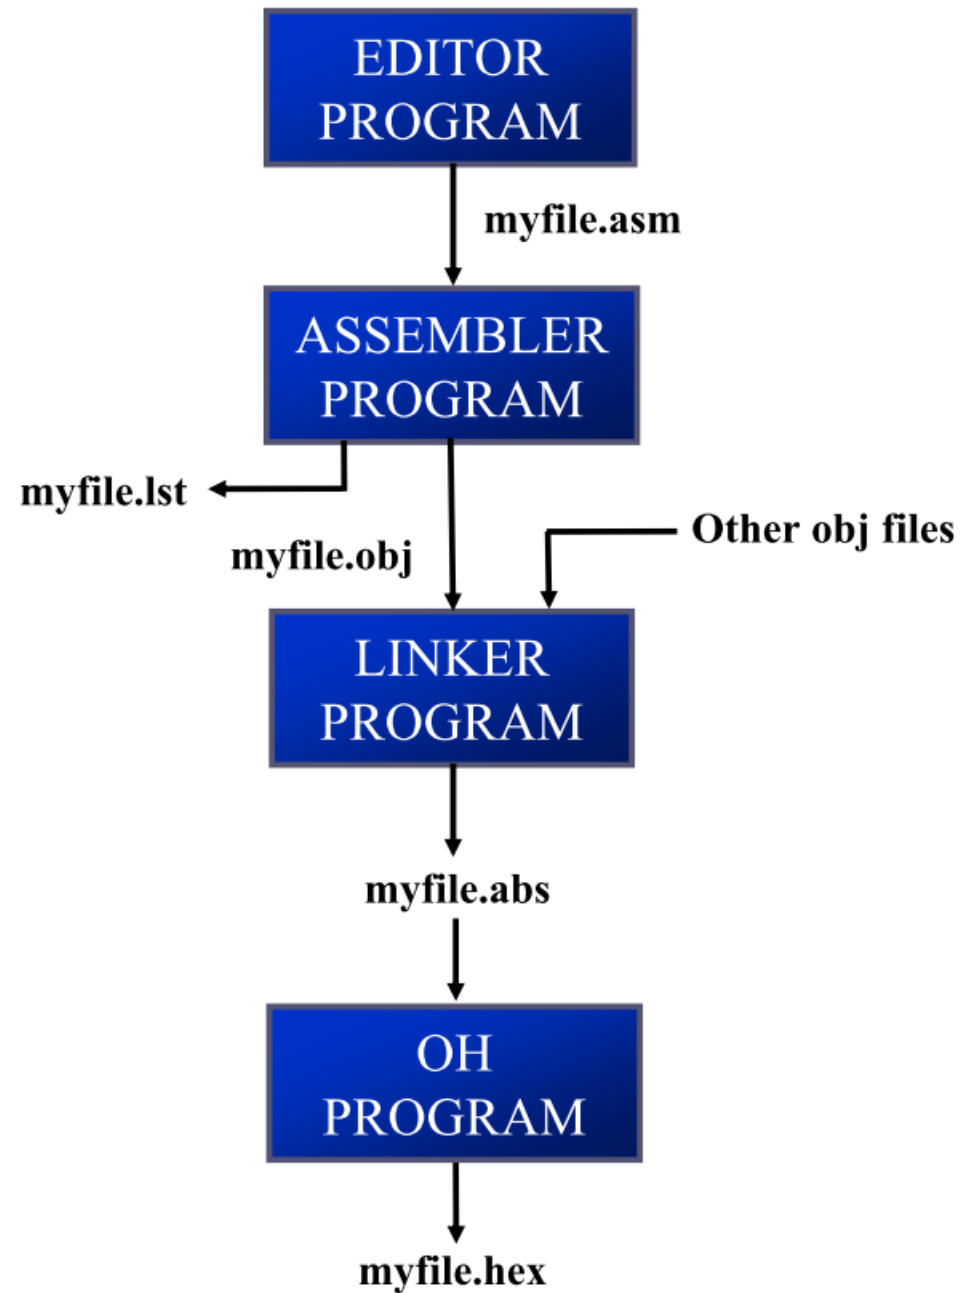 EDITOR
PROGRAM
myfile.asm
ASSEMBLER
PROGRAM
myfile.lst
Other obj files
myfile.obj
LINKER
PROGRAM
myfile.abs
OH
PROGRAM
myfile.hex